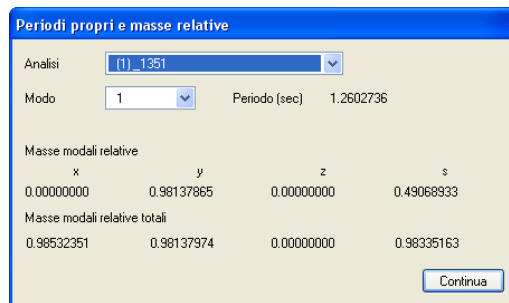 Periodi propri e masse relative
Analisi (1)_1351
Modo 1 Periodo (sec) 1.2602736
Masse modali relative
x y z s
0.00000000 0.98137865 0.00000000 0.49068933
Masse modali relative totali
0.98532351 0.98137974 0.00000000 0.98335163
Continua